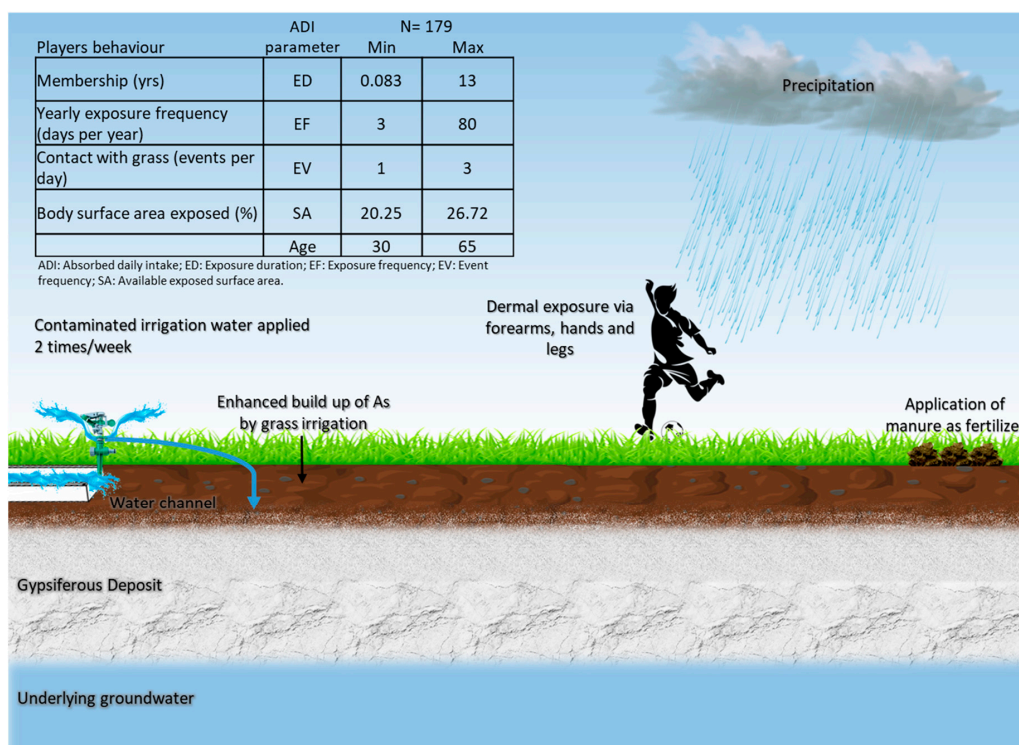 Players behaviour
ADI parameter
N= 179
Min
Max
Membership (yrs) ED 0.083 13
Yearly exposure frequency
(days per year) EF 3 80
Contact with grass (events per
day) EV 1 3
Body surface area exposed (%) SA 20.25 26.72
Age 30 65
ADI: Absorbed daily intake; ED: Exposure duration; EF: Exposure frequency; EV: Event
frequency; SA: Available exposed surface area.
Precipitation
Dermal exposure via
forearms, hands and
legs
Contaminated irrigation water applied
2 times/week
Enhanced build up of As
by grass irrigation
Application of
manure as fertilize
Water channel
Gypsiferous Deposit
Underlying groundwater